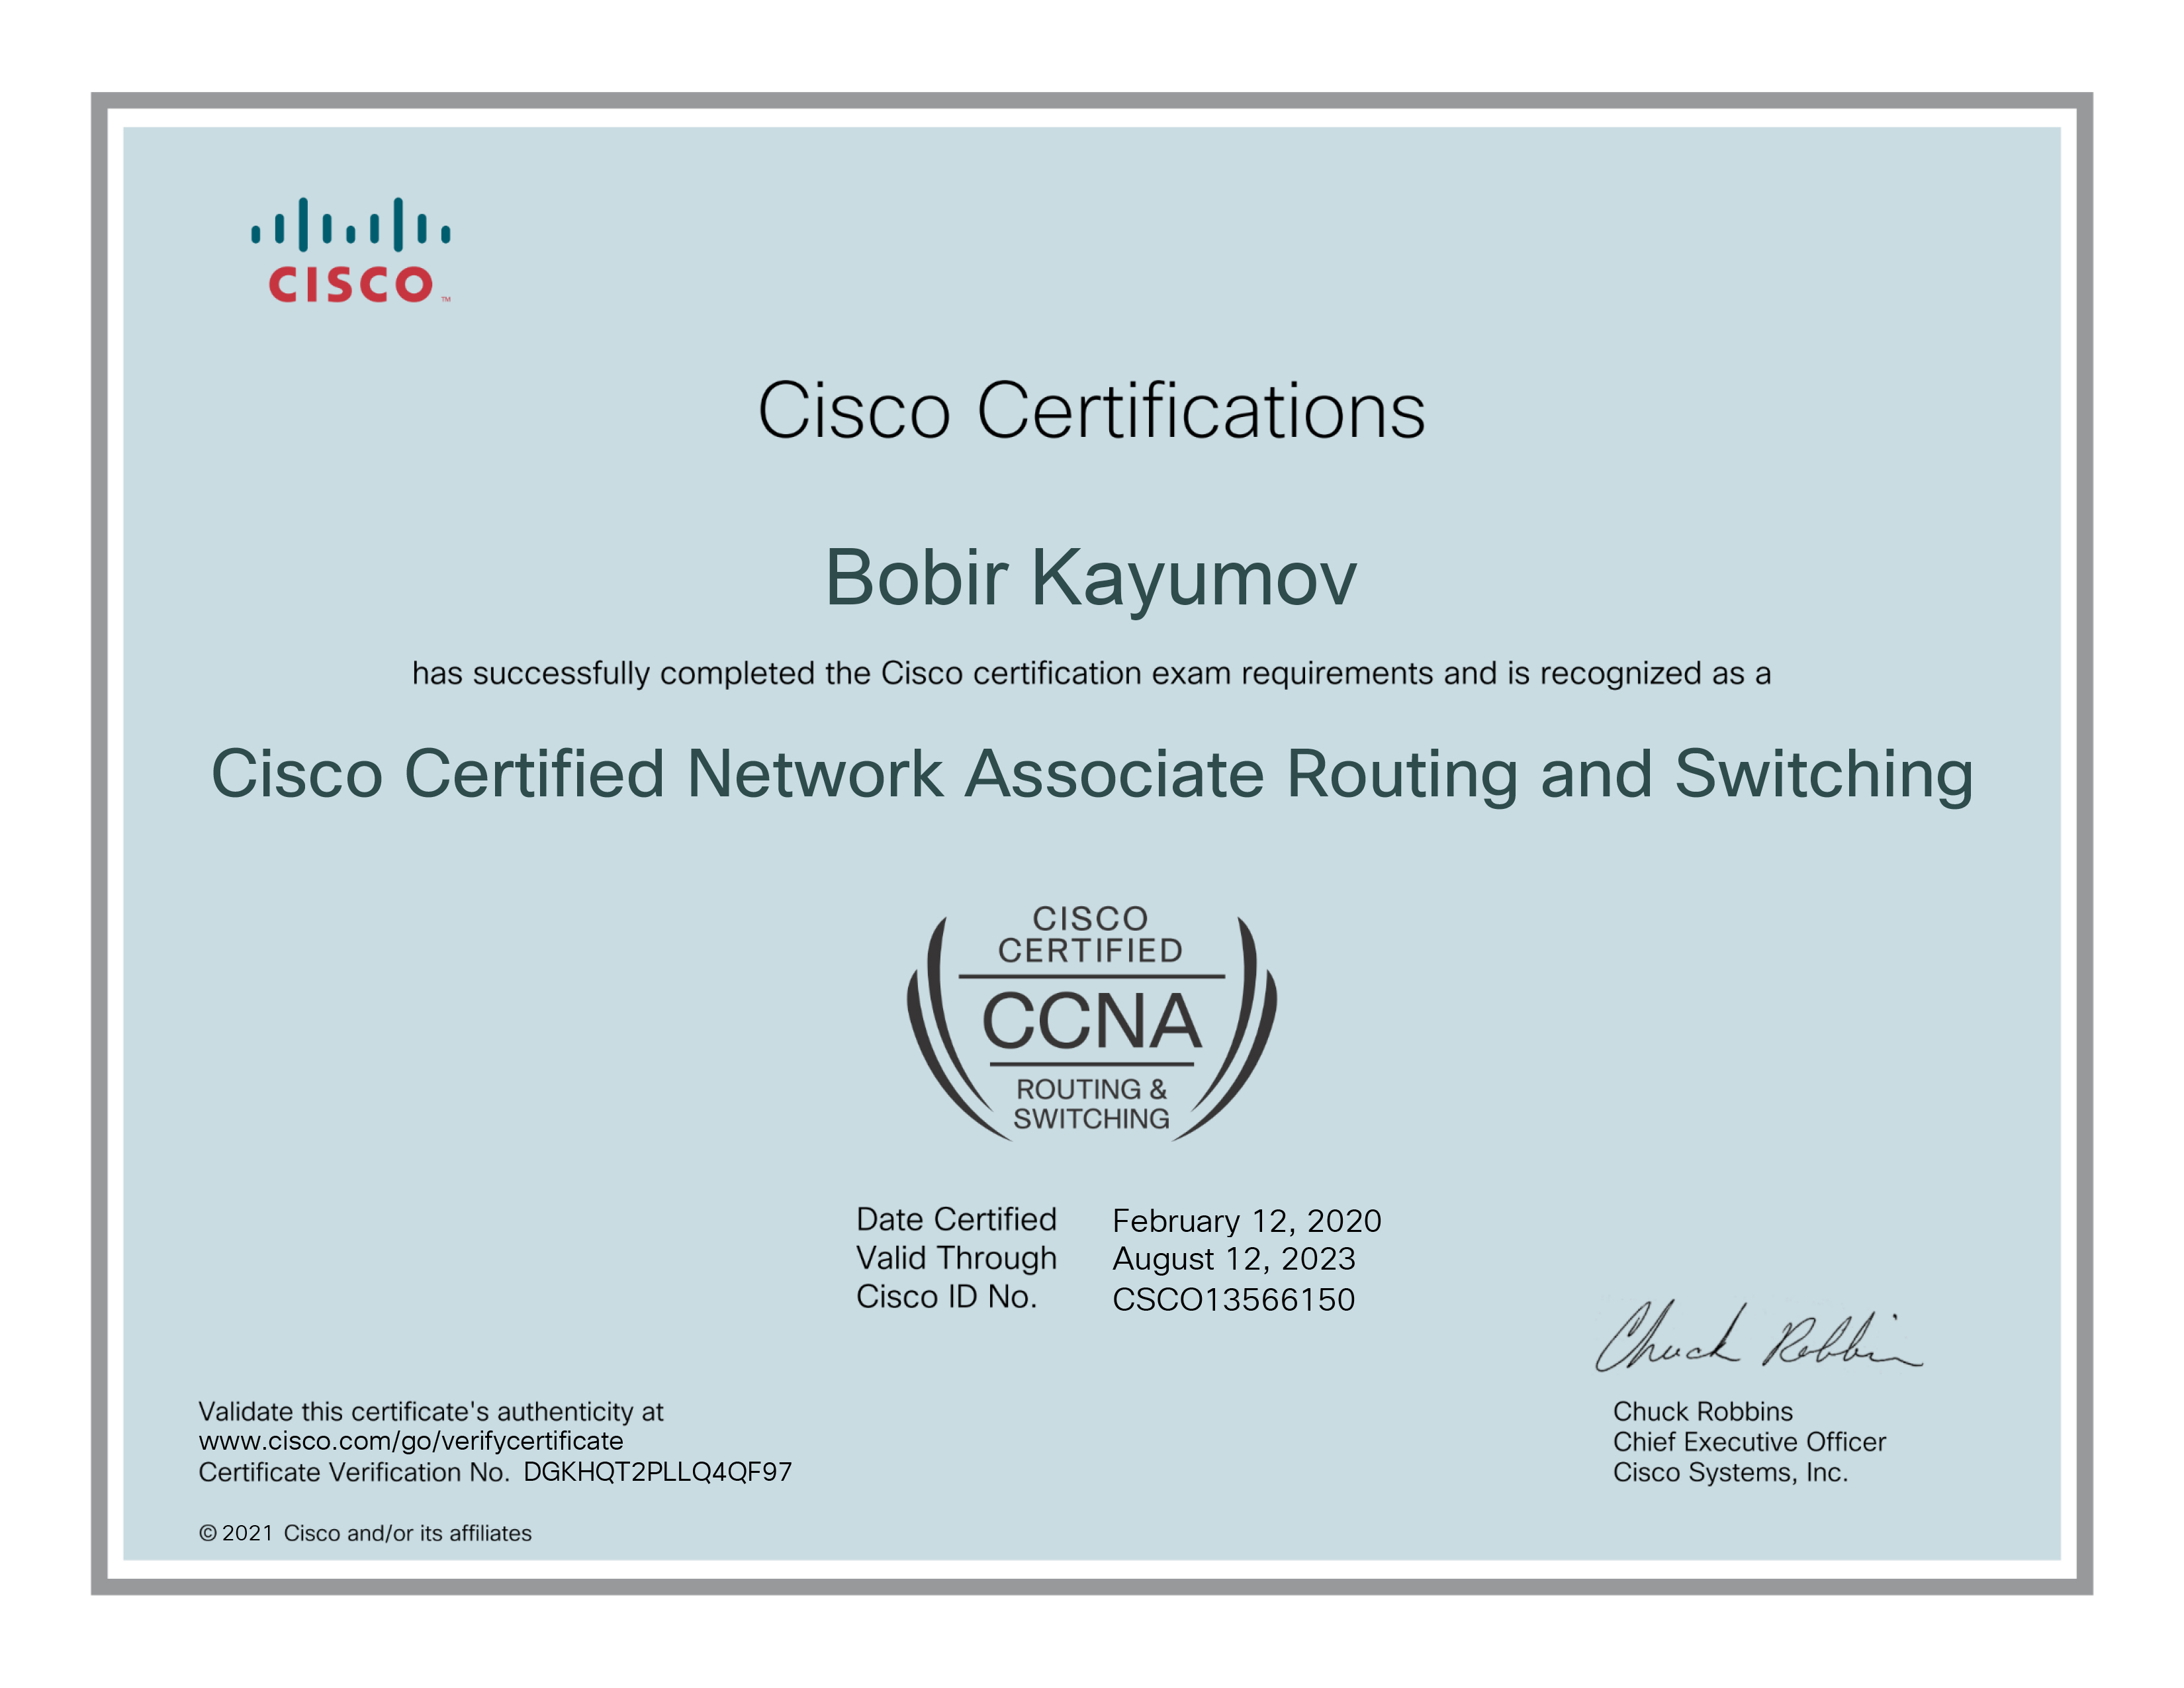 CISCO ™
Cisco Certifications
Bobir Kayumov
has successfully completed the Cisco certification exam requirements and is recognized as a
Cisco Certified Network Associate Routing and Switching
CISCO
CERTIFIED
CCNA
ROUTING &
SWITCHING
Date Certified February 12, 2020
Valid Through August 12, 2023
Cisco ID No. CSCO13566150
Chuck Robbins
Validate this certificate's authenticity at
www.cisco.com/go/verifycertificate
Certificate Verification No. DGKHQT2PLLQ4QF97
Chuck Robbins
Chief Executive Officer
Cisco Systems, Inc.
© 2021 Cisco and/or its affiliates